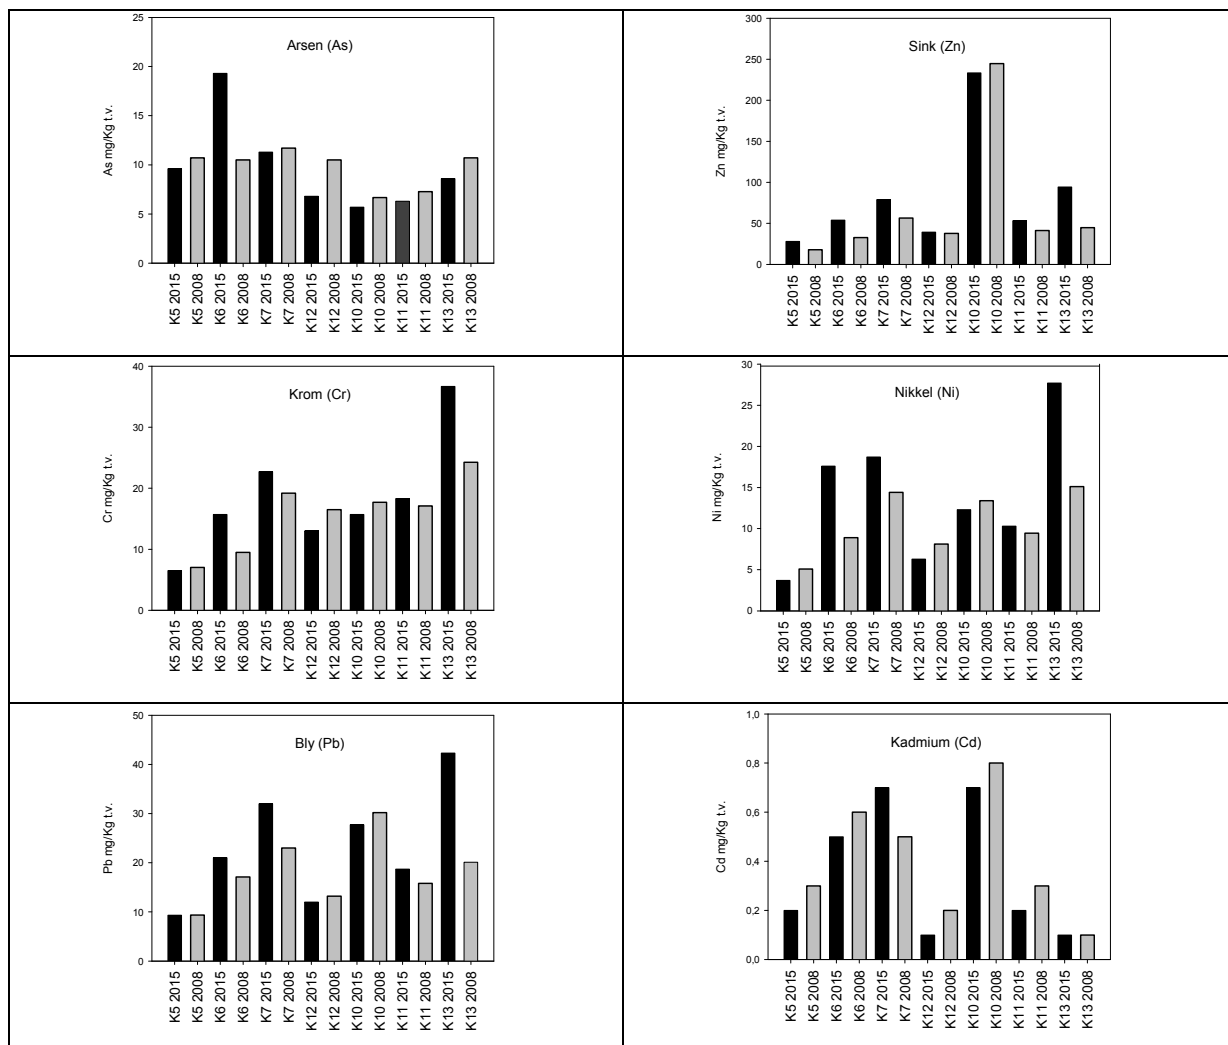 Arsen (As)
As mg/Kg t.v.
25
20
15
10
5
0
K5 2015
K5 2008
K6 2015
K6 2008
K7 2015
K7 2008
K12 2015
K12 2008
K10 2015
K10 2008
K11 2015
K11 2008
K13 2015
K13 2008
Sink (Zn)
Zn mg/Kg t.v.
300
250
200
150
100
50
0
K5 2015
K5 2008
K6 2015
K6 2008
K7 2015
K7 2008
K12 2015
K12 2008
K10 2015
K10 2008
K11 2015
K11 2008
K13 2015
K13 2008
Krom (Cr)
Cr mg/Kg t.v.
40
30
20
10
0
K5 2015
K5 2008
K6 2015
K6 2008
K7 2015
K7 2008
K12 2015
K12 2008
K10 2015
K10 2008
K11 2015
K11 2008
K13 2015
K13 2008
Nikkel (Ni)
Ni mg/Kg t.v.
30
25
20
15
10
5
0
K5 2015
K5 2008
K6 2015
K6 2008
K7 2015
K7 2008
K12 2015
K12 2008
K10 2015
K10 2008
K11 2015
K11 2008
K13 2015
K13 2008
Bly (Pb)
Pb mg/Kg t.v.
50
40
30
20
10
0
K5 2015
K5 2008
K6 2015
K6 2008
K7 2015
K7 2008
K12 2015
K12 2008
K10 2015
K10 2008
K11 2015
K11 2008
K13 2015
K13 2008
Kadmium (Cd)
Cd mg/Kg t.v.
1,0
0,8
0,6
0,4
0,2
0,0
K5 2015
K5 2008
K6 2015
K6 2008
K7 2015
K7 2008
K12 2015
K12 2008
K10 2015
K10 2008
K11 2015
K11 2008
K13 2015
K13 2008